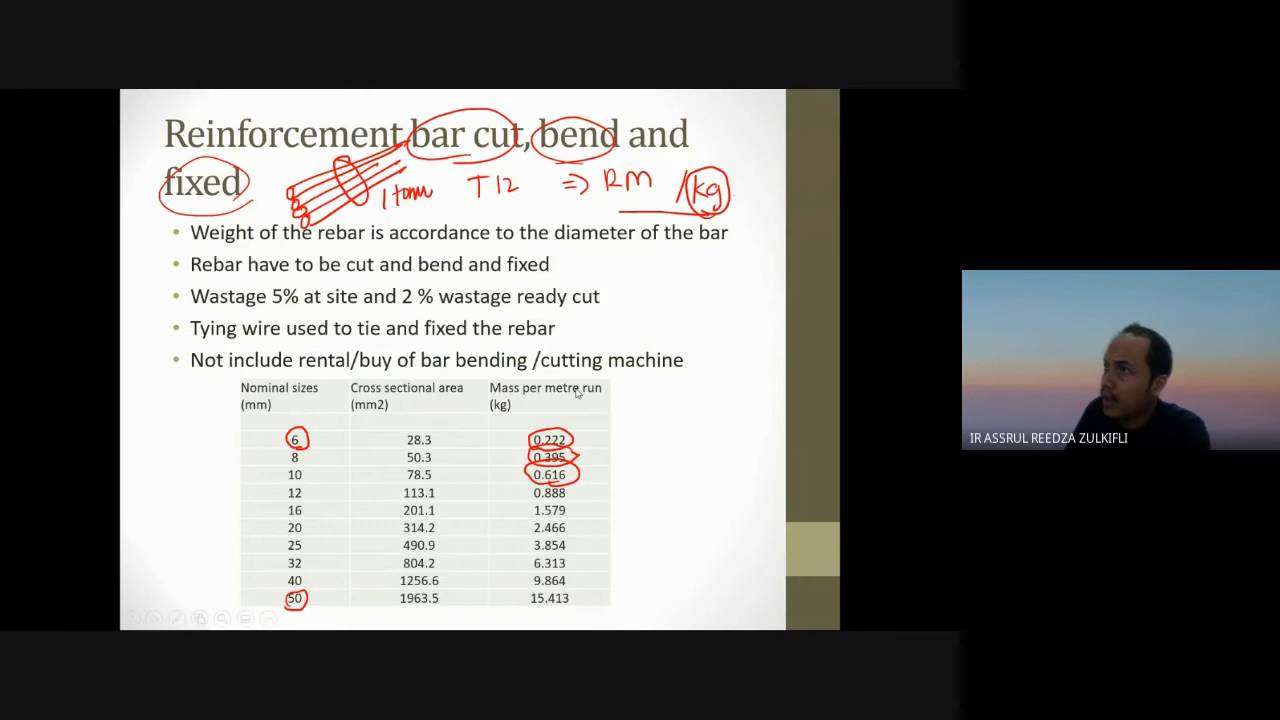 Reinforcement bar cut, bend and
fixed
1 tonne T12 => RM /kg
• Weight of the rebar is accordance to the diameter of the bar
• Rebar have to be cut and bend and fixed
• Wastage 5% at site and 2 % wastage ready cut
• Tying wire used to tie and fixed the rebar
• Not include rental/buy of bar bending /cutting machine
Nominal sizes Cross sectional area Mass per metre run
(mm) (mm2) (kg)
6 28.3 0.222
8 50.3 0.395
10 78.5 0.616
12 113.1 0.888
16 201.1 1.579
20 314.2 2.466
25 490.9 3.854
32 804.2 6.313
40 1256.6 9.864
50 1963.5 15.413
IR ASSRUL REEDZA ZULKIFLI